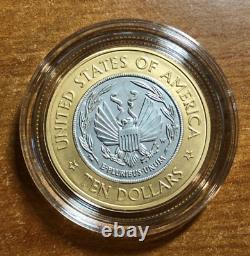 UNITED STATES OF AMERICA
E·PLURIBUS·UNUM
TEN DOLLARS